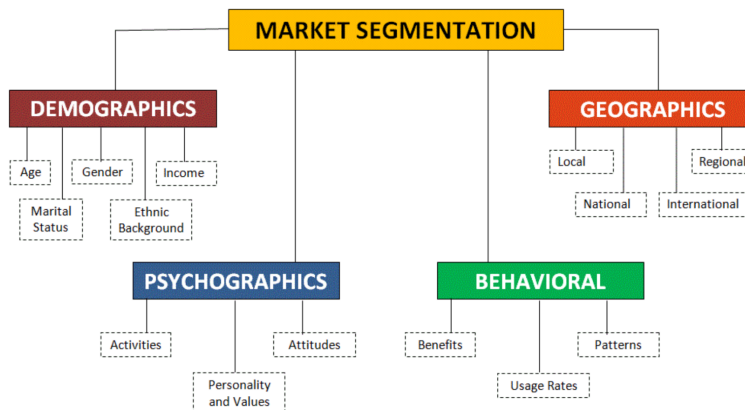 MARKET SEGMENTATION
DEMOGRAPHICS
GEOGRAPHICS
Age
Gender
Income
Marital
Status
Ethnic
Background
Local
Regional
National
International
PSYCHOGRAPHICS
BEHAVIORAL
Activities
Attitudes
Personality
and Values
Benefits
Patterns
Usage Rates